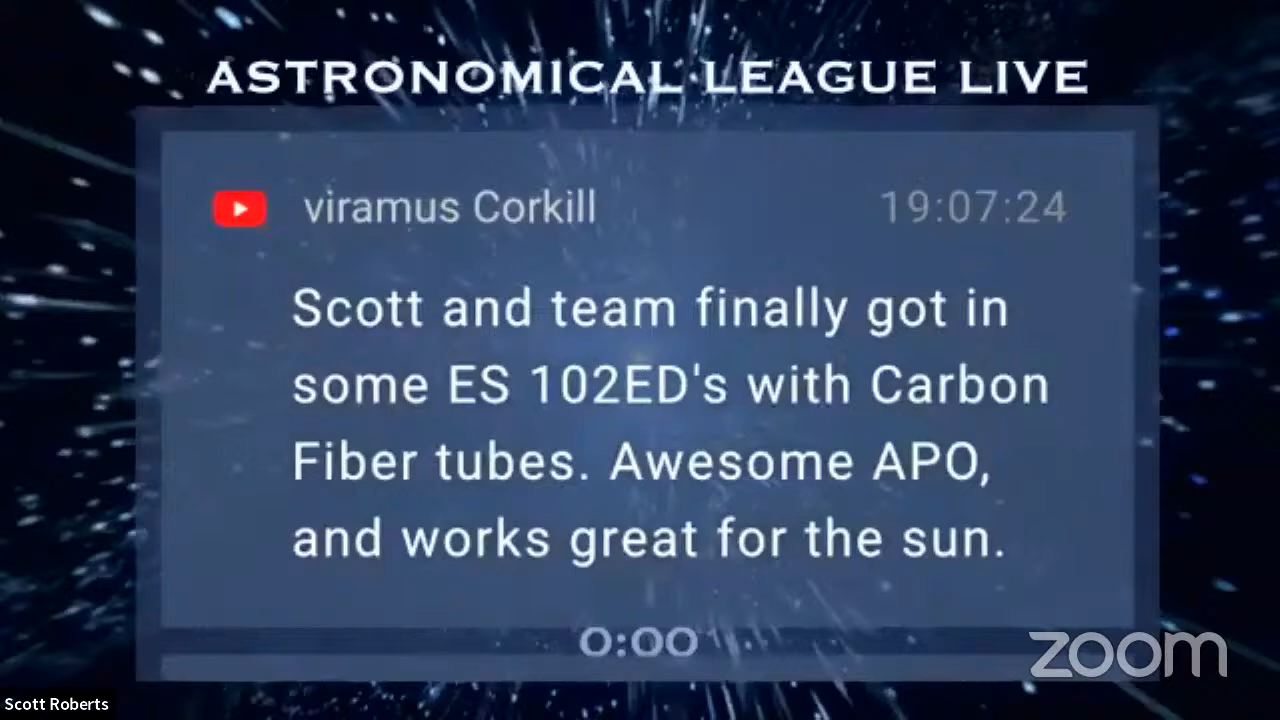 ASTRONOMICAL LEAGUE LIVE
viramus Corkill 19:07:24
Scott and team finally got in
some ES 102ED's with Carbon
Fiber tubes. Awesome APO,
and works great for the sun.
0:00
zoom
Scott Roberts